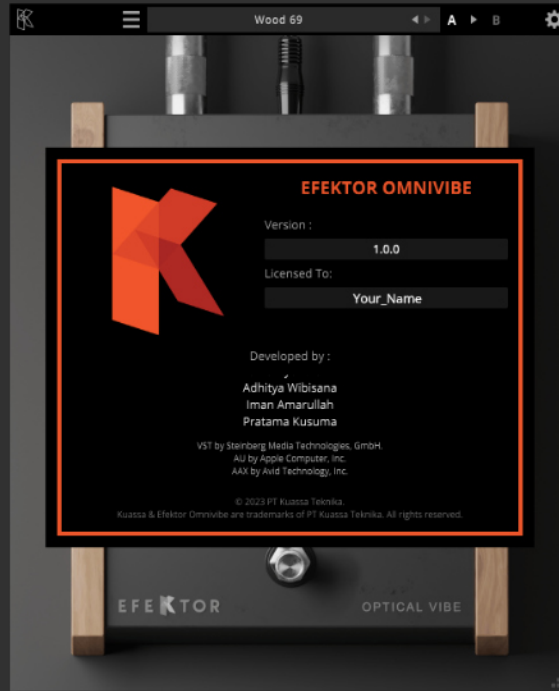 Wood 69
A
B
EFEKTOR OMNIVIBE
Version :
1.0.0
Licensed To:
Your_Name
Developed by :
Adhitya Wibisana
Iman Amarullah
Pratama Kusuma
VST by Steinberg Media Technologies, GmbH.
AU by Apple Computer, Inc.
AAX by Avid Technology, Inc.
© 2023 PT Kuassa Teknika.
Kuassa & Efektor Omnivibe are trademarks of PT Kuassa Teknika. All rights reserved.
EFEKTOR
OPTICAL VIBE